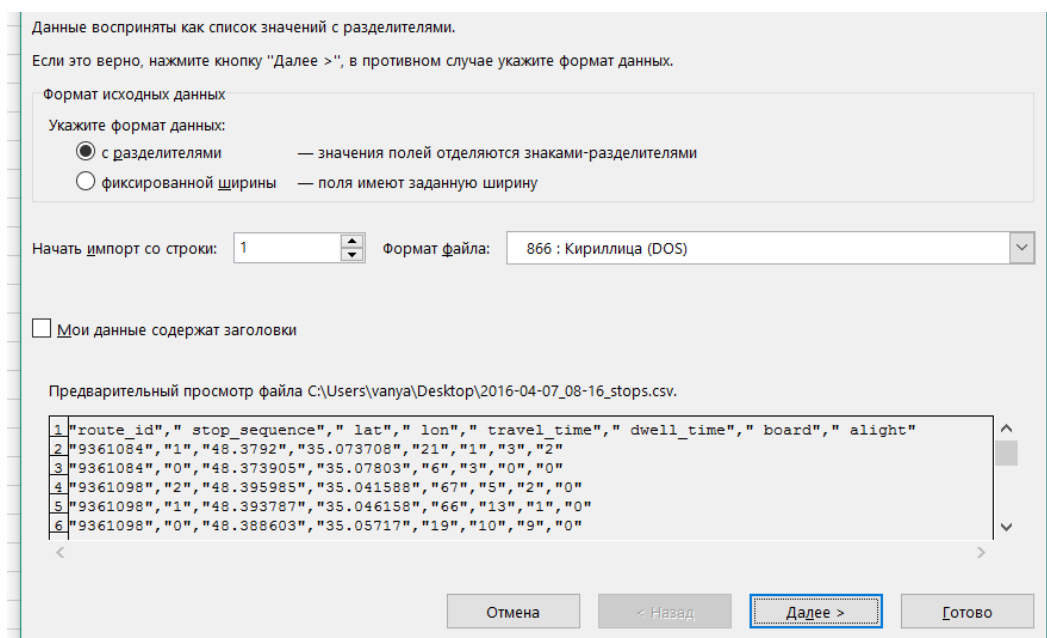 Данные восприняты как список значений с разделителями.
Если это верно, нажмите кнопку "Далее >", в противном случае укажите формат данных.
Формат исходных данных
Укажите формат данных:
с разделителями — значения полей отделяются знаками-разделителями
фиксированной ширины — поля имеют заданную ширину
Начать импорт со строки: 1 Формат файла: 866 : Кириллица (DOS)
Мои данные содержат заголовки
Предварительный просмотр файла C:\Users\vanya\Desktop\2016-04-07_08-16_stops.csv.
1 "route_id"," stop_sequence"," lat"," lon"," travel_time"," dwell_time"," board"," alight"
2 "9361084","1","48.3792","35.073708","21","1","3","2"
3 "9361084","0","48.373905","35.07803","6","3","0","0"
4 "9361098","2","48.395985","35.041588","67","5","2","0"
5 "9361098","1","48.393787","35.046158","66","13","1","0"
6 "9361098","0","48.388603","35.05717","19","10","9","0"
Отмена < Назад Далее > Готово